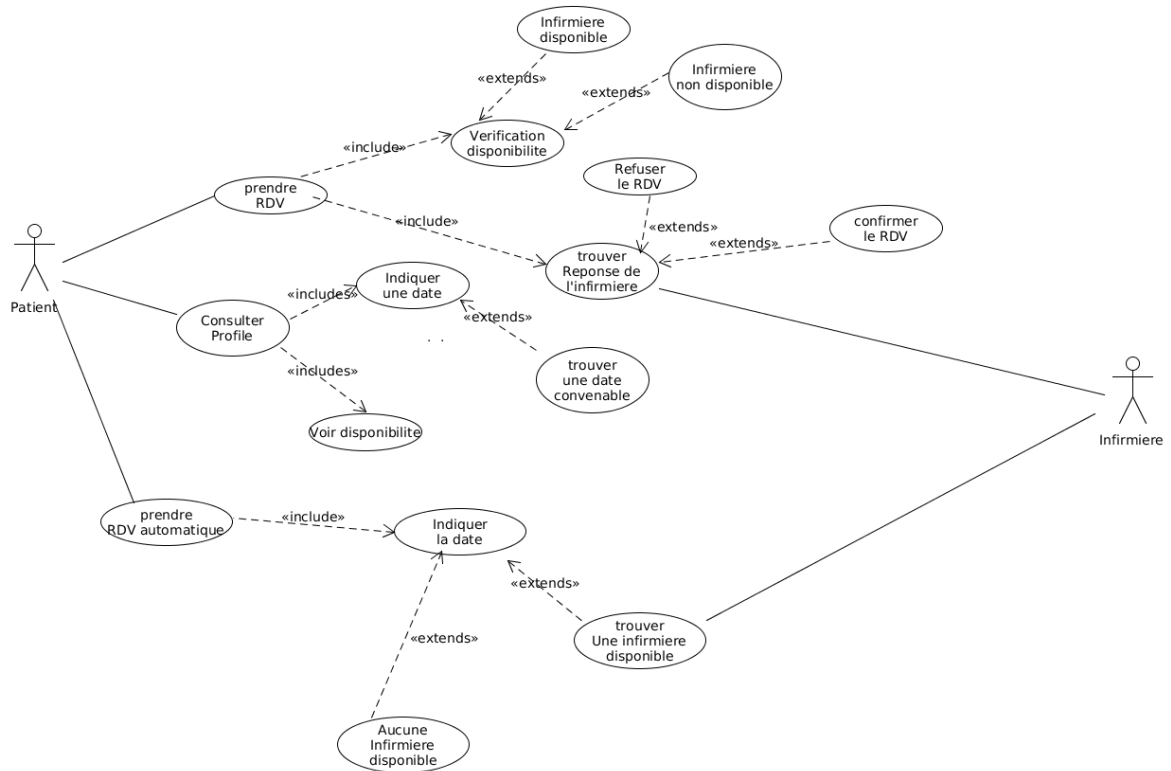 Infirmiere
disponible
«extends»
Infirmiere
non disponible
«extends»
Verification
disponibilite
«include»
Refuser
le RDV
prendre
RDV
«include»
«extends»
confirmer
le RDV
«extends»
trouver
Reponse de
l'infirmiere
Patient
Indiquer
une date
«includes»
Consulter
Profile
«extends»
. .
trouver
une date
convenable
«includes»
Voir disponibilite
Infirmiere
prendre
RDV automatique
«include»
Indiquer
la date
«extends»
trouver
Une infirmiere
disponible
«extends»
Aucune
Infirmiere
disponible